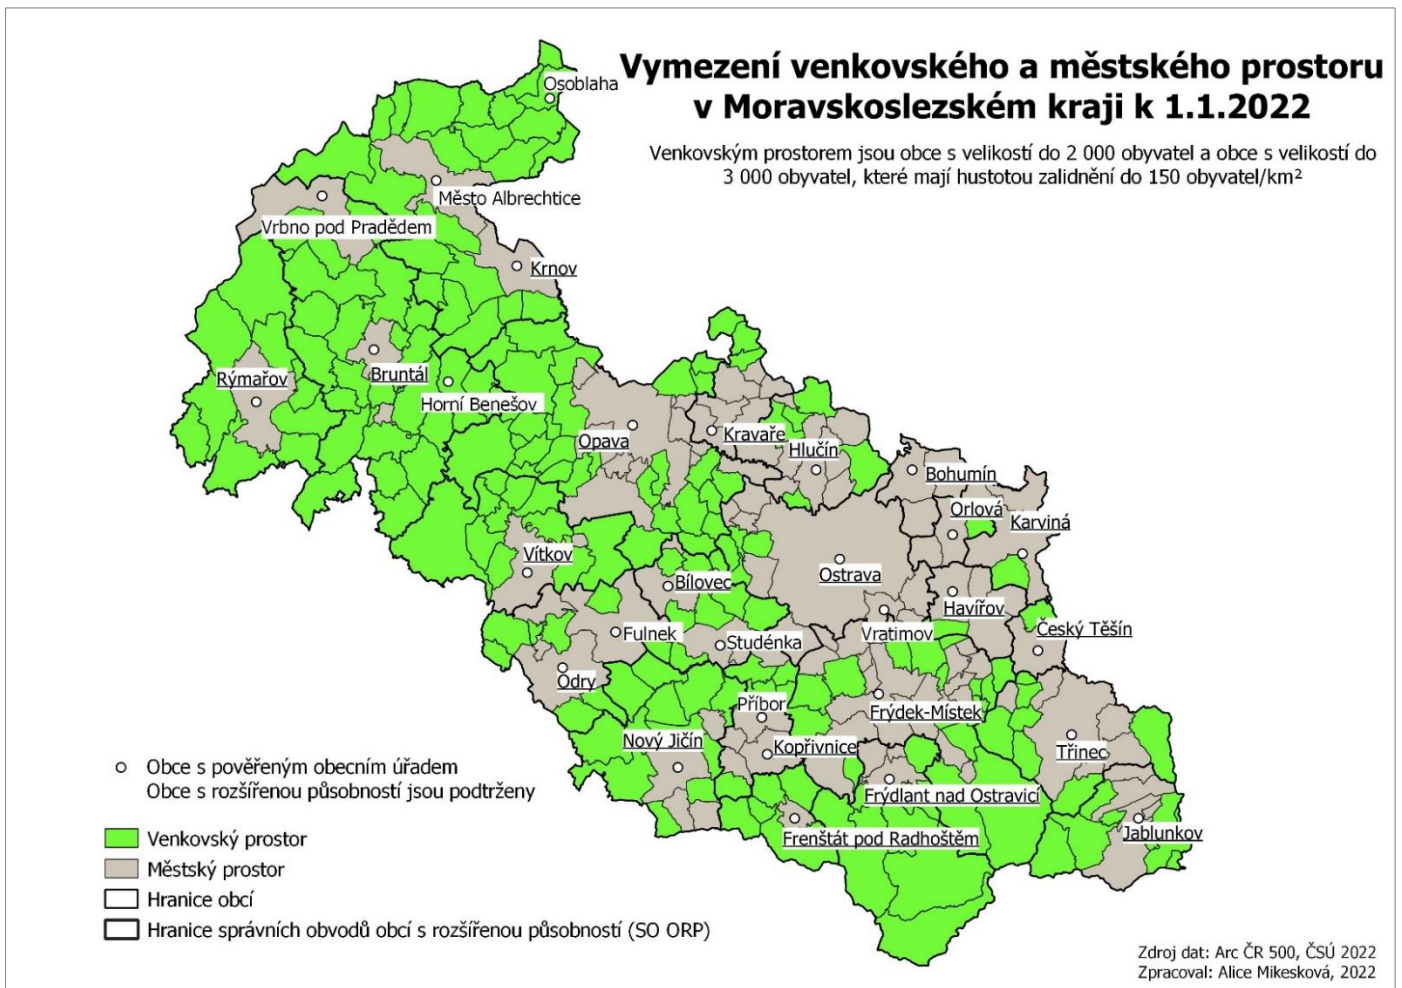 Vymezení venkovského a městského prostoru
v Moravskoslezském kraji k 1.1.2022
Venkovským prostorem jsou obce s velikostí do 2 000 obyvatel a obce s velikostí do
3 000 obyvatel, které mají hustotou zalidnění do 150 obyvatel/km²
Osoblaha
Město Albrechtice
Vrbno pod Pradědem
Krnov
Rýmařov
Bruntál
Horní Benešov
Opava
Kravaře
Hlučín
Bohumín
Orlová
Karviná
Vítkov
Bílovec
Ostrava
Havířov
Český Těšín
Fulnek
Studénka
Vratimov
Odry
Příbor
Frýdek-Místek
Nový Jičín
Kopřivnice
Třinec
Frýdlant nad Ostravicí
Frenštát pod Radhoštěm
Jablunkov
Obce s pověřeným obecním úřadem
Obce s rozšířenou působností jsou podtrženy
Venkovský prostor
Městský prostor
Hranice obcí
Hranice správních obvodů obcí s rozšířenou působností (SO ORP)
Zdroj dat: Arc ČR 500, ČSÚ 2022
Zpracoval: Alice Mikesková, 2022